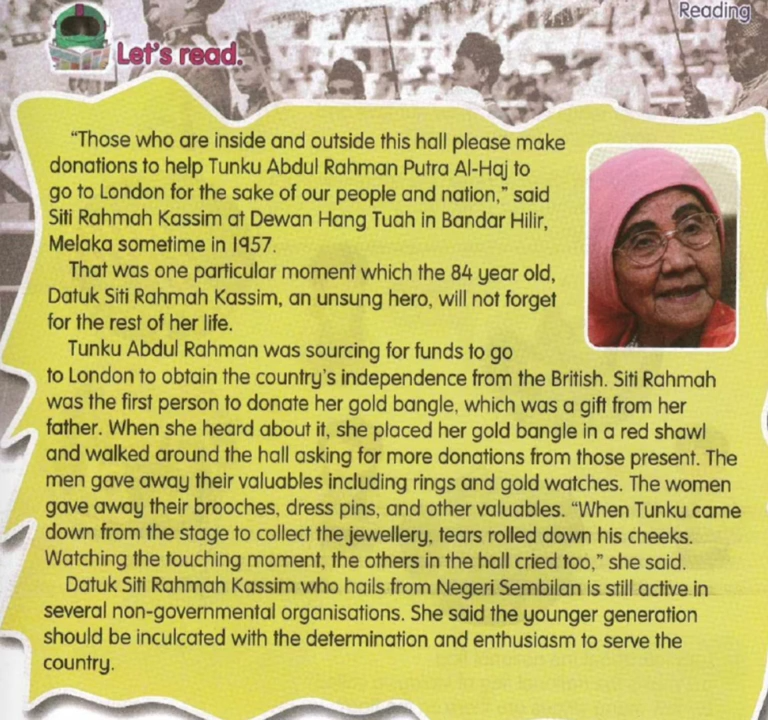 Reading
Let's read.
"Those who are inside and outside this hall please make
donations to help Tunku Abdul Rahman Putra Al-Haj to
go to London for the sake of our people and nation," said
Siti Rahmah Kassim at Dewan Hang Tuah in Bandar Hilir,
Melaka sometime in 1957.
That was one particular moment which the 84 year old,
Datuk Siti Rahmah Kassim, an unsung hero, will not forget
for the rest of her life.
Tunku Abdul Rahman was sourcing for funds to go
to London to obtain the country's independence from the British. Siti Rahmah
was the first person to donate her gold bangle, which was a gift from her
father. When she heard about it, she placed her gold bangle in a red shawl
and walked around the hall asking for more donations from those present. The
men gave away their valuables including rings and gold watches. The women
gave away their brooches, dress pins, and other valuables. "When Tunku came
down from the stage to collect the jewellery, tears rolled down his cheeks.
Watching the touching moment, the others in the hall cried too," she said.
Datuk Siti Rahmah Kassim who hails from Negeri Sembilan is still active in
several non-governmental organisations. She said the younger generation
should be inculcated with the determination and enthusiasm to serve the
country.